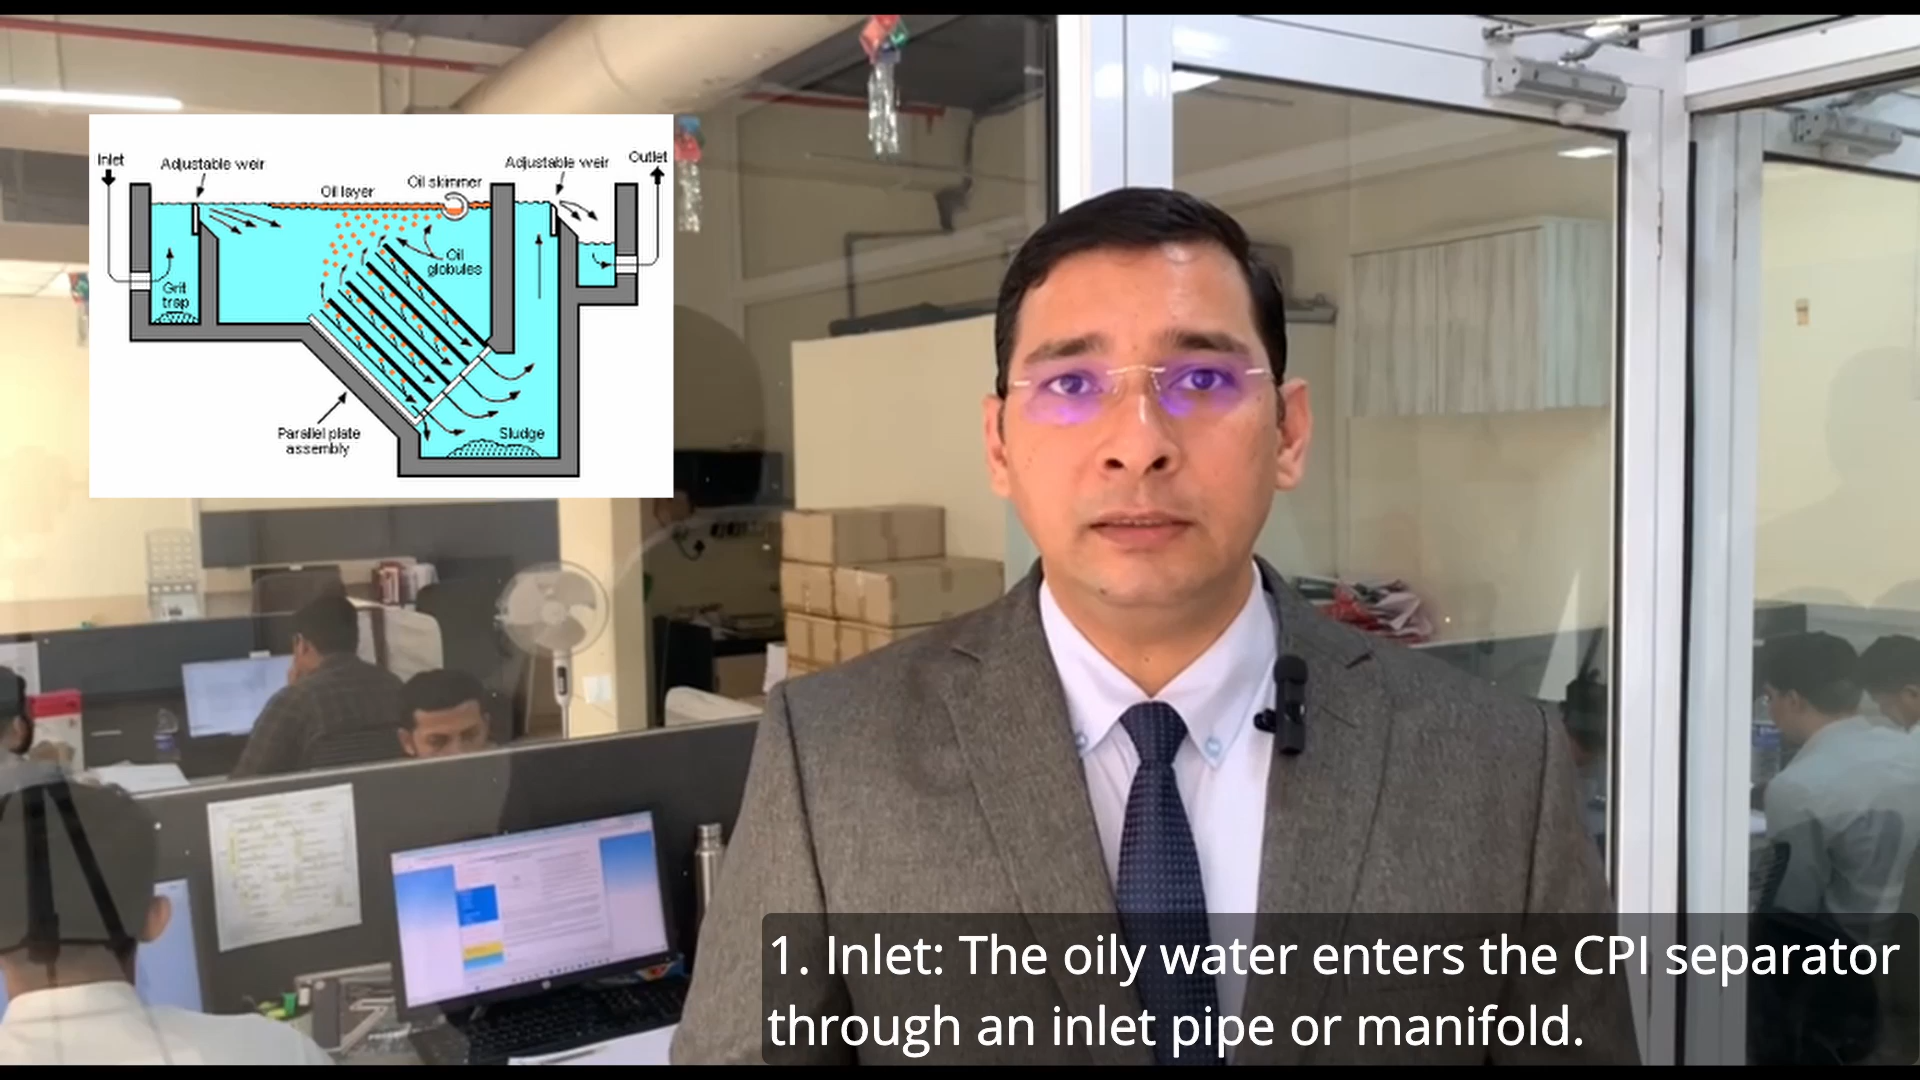 Inlet
Adjustable weir
Oil layer
Oil skimmer
Adjustable weir
Outlet
Oil
globules
Grit
trap
Parallel plate
assembly
Sludge
1. Inlet: The oily water enters the CPI separator
through an inlet pipe or manifold.